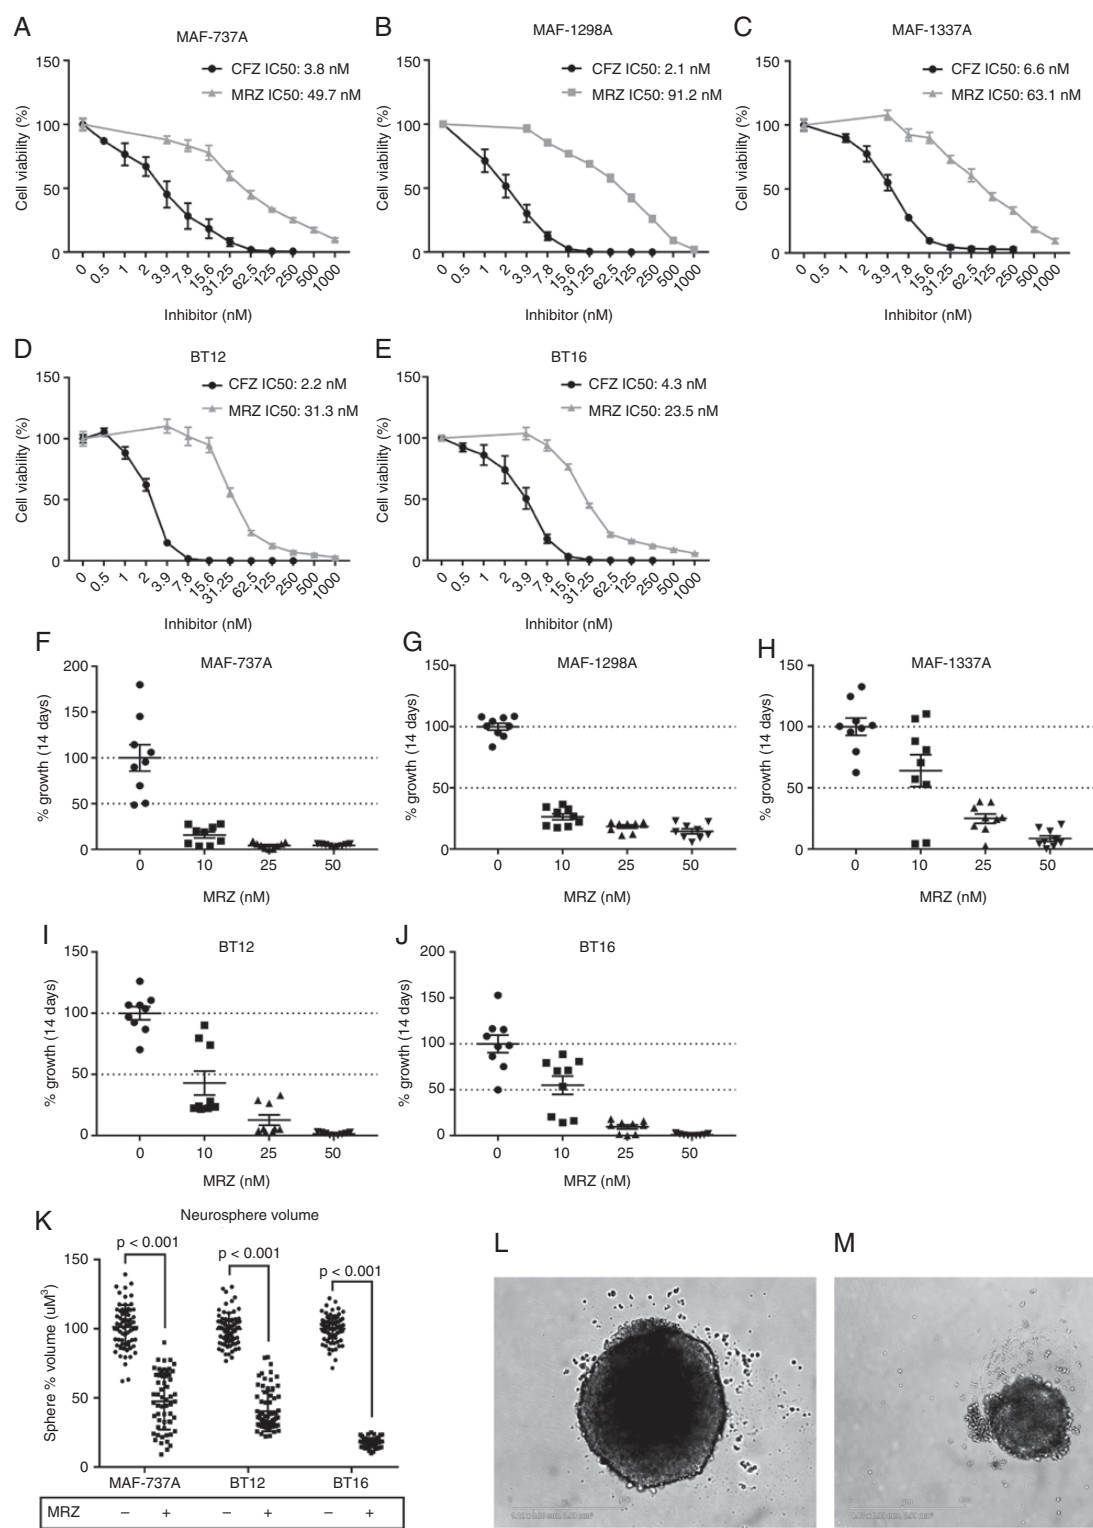 A
MAF-737A
CFZ IC50: 3.8 nM
MRZ IC50: 49.7 nM
Cell viability (%)
150
100
50
0
0 0.5 1 2 3.9 7.8 15.6 31.25 62.5 125 250 500 1000
Inhibitor (nM)
B
MAF-1298A
CFZ IC50: 2.1 nM
MRZ IC50: 91.2 nM
Cell viability (%)
150
100
50
0
0 0.5 1 2 3.9 7.8 15.6 31.25 62.5 125 250 500 1000
Inhibitor (nM)
C
MAF-1337A
CFZ IC50: 6.6 nM
MRZ IC50: 63.1 nM
Cell viability (%)
150
100
50
0
0 0.5 1 2 3.9 7.8 15.6 31.25 62.5 125 250 500 1000
Inhibitor (nM)
D
BT12
CFZ IC50: 2.2 nM
MRZ IC50: 31.3 nM
Cell viability (%)
150
100
50
0
0 0.5 1 2 3.9 7.8 15.6 31.25 62.5 125 250 500 1000
Inhibitor (nM)
E
BT16
CFZ IC50: 4.3 nM
MRZ IC50: 23.5 nM
Cell viability (%)
150
100
50
0
0 0.5 1 2 3.9 7.8 15.6 31.25 62.5 125 250 500 1000
Inhibitor (nM)
F
MAF-737A
% growth (14 days)
200
150
100
50
0
0 10 25 50
MRZ (nM)
G
MAF-1298A
% growth (14 days)
150
100
50
0
0 10 25 50
MRZ (nM)
H
MAF-1337A
% growth (14 days)
150
100
50
0
0 10 25 50
MRZ (nM)
I
BT12
% growth (14 days)
150
100
50
0
0 10 25 50
MRZ (nM)
J
BT16
% growth (14 days)
200
150
100
50
0
0 10 25 50
MRZ (nM)
K
Neurosphere volume
p < 0.001
p < 0.001
p < 0.001
Sphere % volume (uM³)
150
100
50
0
MAF-737A BT12 BT16
MRZ − + − + − +
L
M